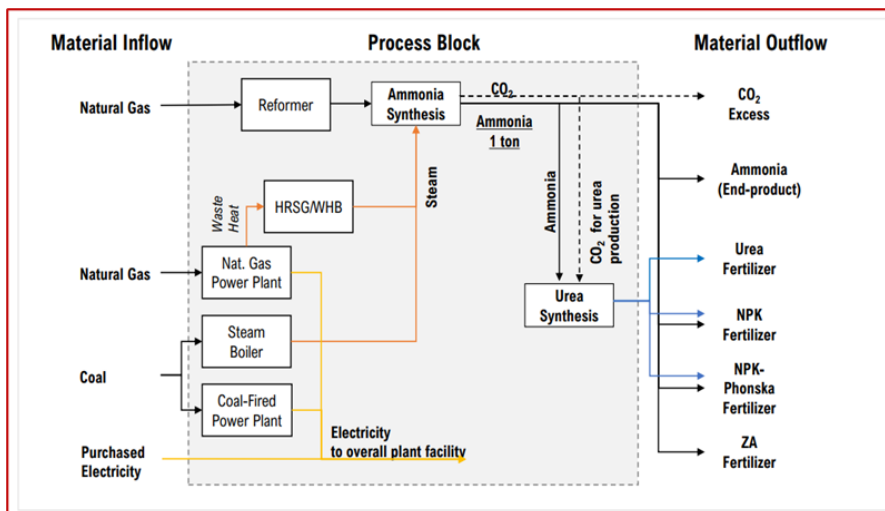 Material Inflow
Process Block
Material Outflow
Natural Gas
Reformer
Ammonia
Synthesis
CO2
CO2
Excess
Ammonia
1 ton
Ammonia
(End-product)
Waste
Heat
HRSG/WHB
Steam
Ammonia
CO2 for urea
production
Natural Gas
Nat. Gas
Power Plant
Urea
Synthesis
Urea
Fertilizer
NPK
Fertilizer
Steam
Boiler
Coal
NPK-
Phonska
Fertilizer
Coal-Fired
Power Plant
Electricity
to overall plant facility
Purchased
Electricity
ZA
Fertilizer